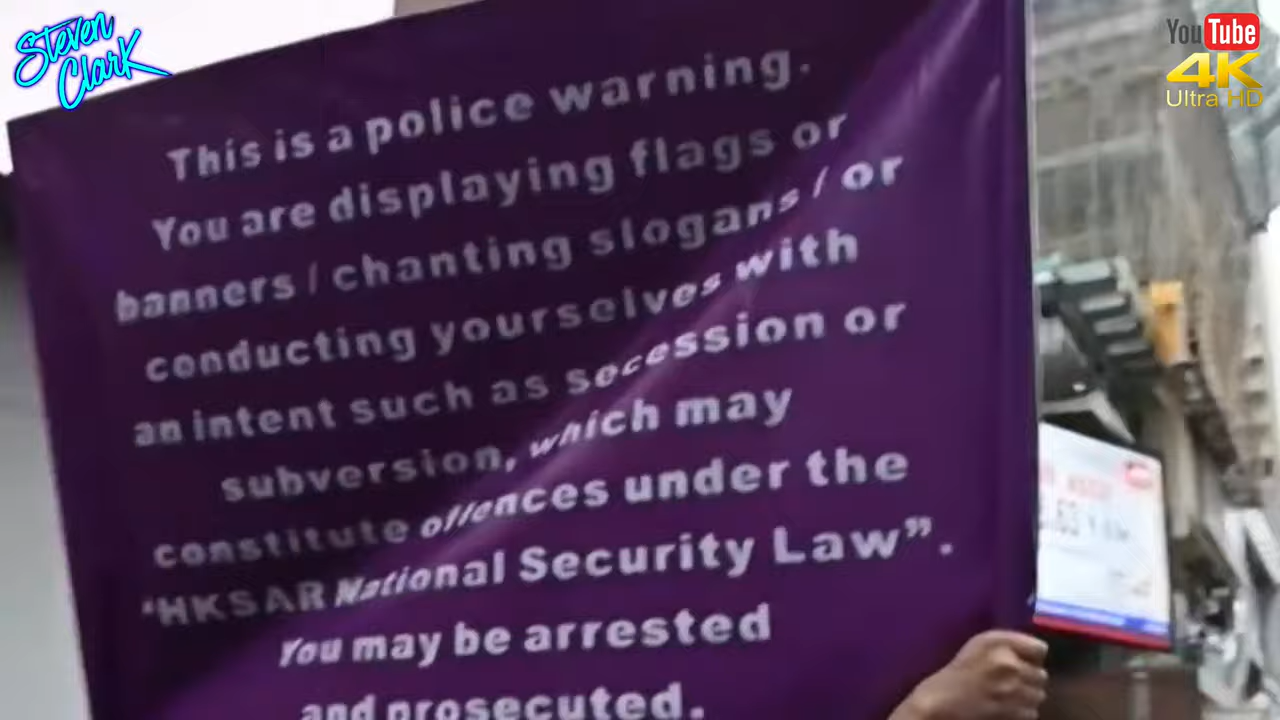 Steven
Clark
YouTube
4K
Ultra HD
This is a police warning.
You are displaying flags or
banners / chanting slogans / or
conducting yourselves with
an intent such as secession or
subversion, which may
constitute offences under the
"HKSAR National Security Law".
You may be arrested
and prosecuted.